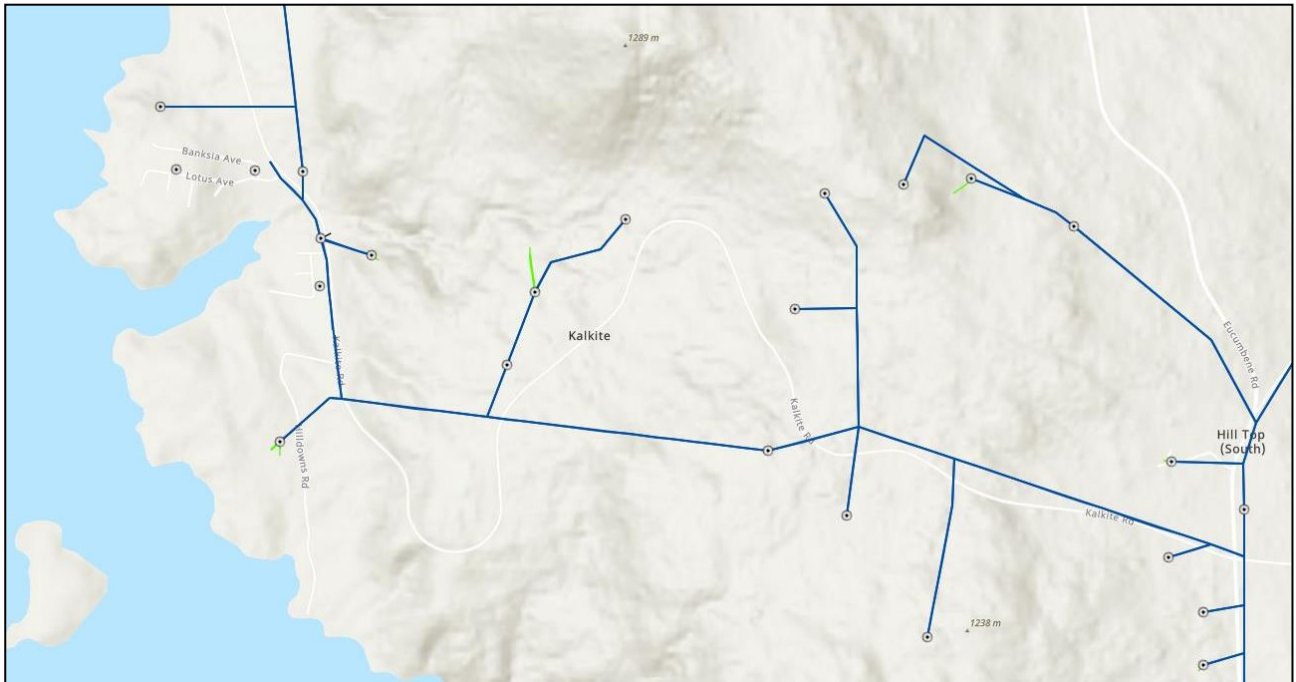 1289 m
Banksia Ave
Lotus Ave
Kalkite
Kalkite Rd
Eucumbene Rd
Hilldowns Rd
Kalkite Rd
Hill Top
(South)
Kalkite Rd
1238 m